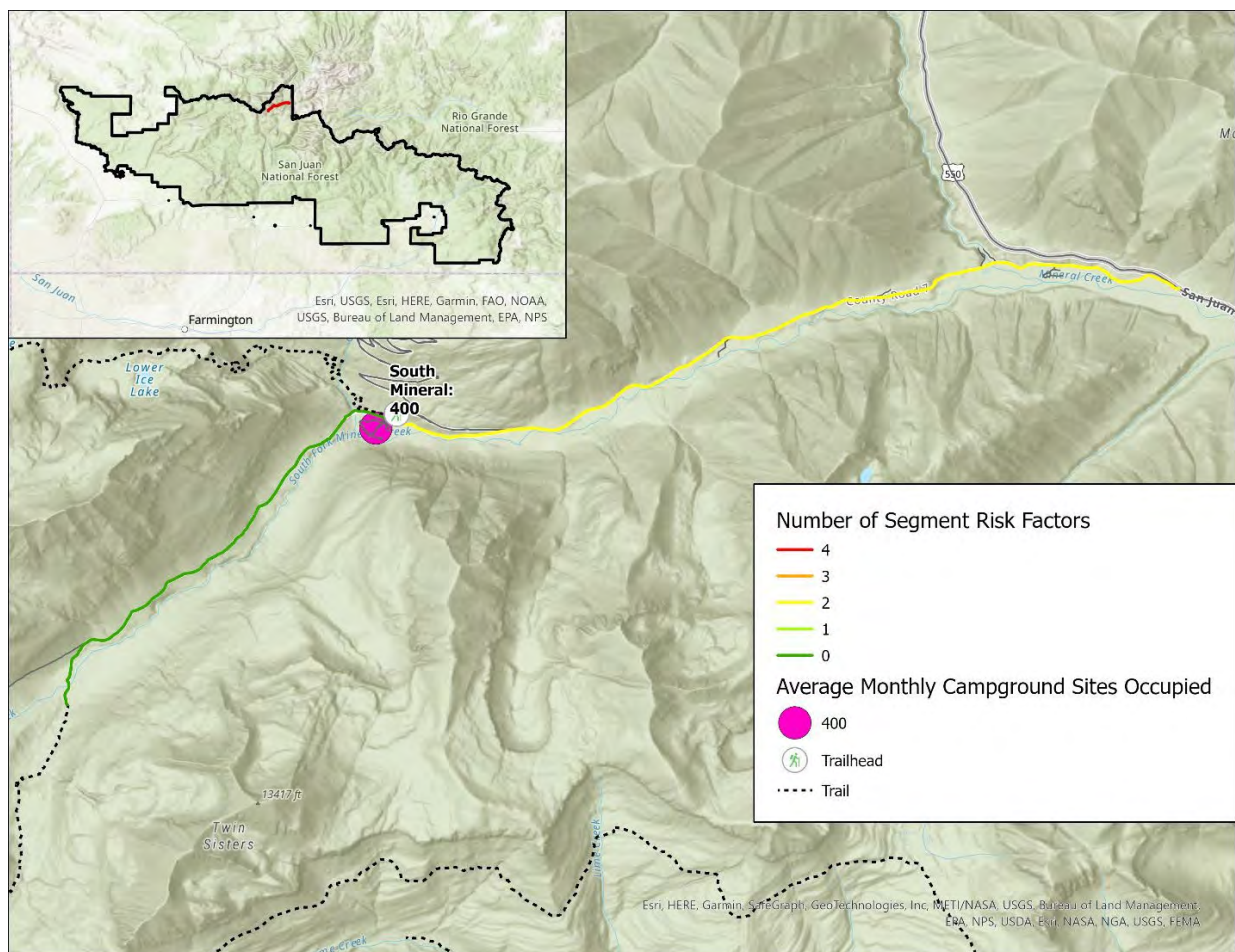 Rio Grande
National Forest
San Juan
National Forest
San Juan
Farmington
Esri, USGS, Esri, HERE, Garmin, FAO, NOAA,
USGS, Bureau of Land Management, EPA, NPS
550
Mineral Creek
County Road 7
San Juan
Lower
Ice
Lake
South
Mineral:
400
South Fork Mineral Creek
13417 ft
Twin
Sisters
Number of Segment Risk Factors
4
3
2
1
0
Average Monthly Campground Sites Occupied
400
Trailhead
Trail
Esri, HERE, Garmin, SafeGraph, GeoTechnologies, Inc, METI/NASA, USGS, Bureau of Land Management,
EPA, NPS, USDA, Esri, NASA, NGA, USGS, FEMA